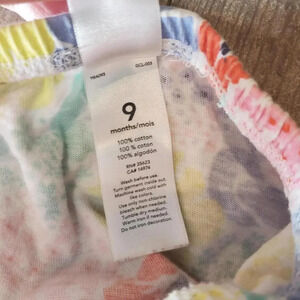 9
months/mois
100% cotton
100% coton
100% algodón
RN# 35623
CA# 14974
Wash before use.
Turn garment inside out.
Machine wash cold with
like colors.
Use only non-chlorine
bleach when needed.
Tumble dry medium.
Warm iron if needed.
Do not iron decoration.